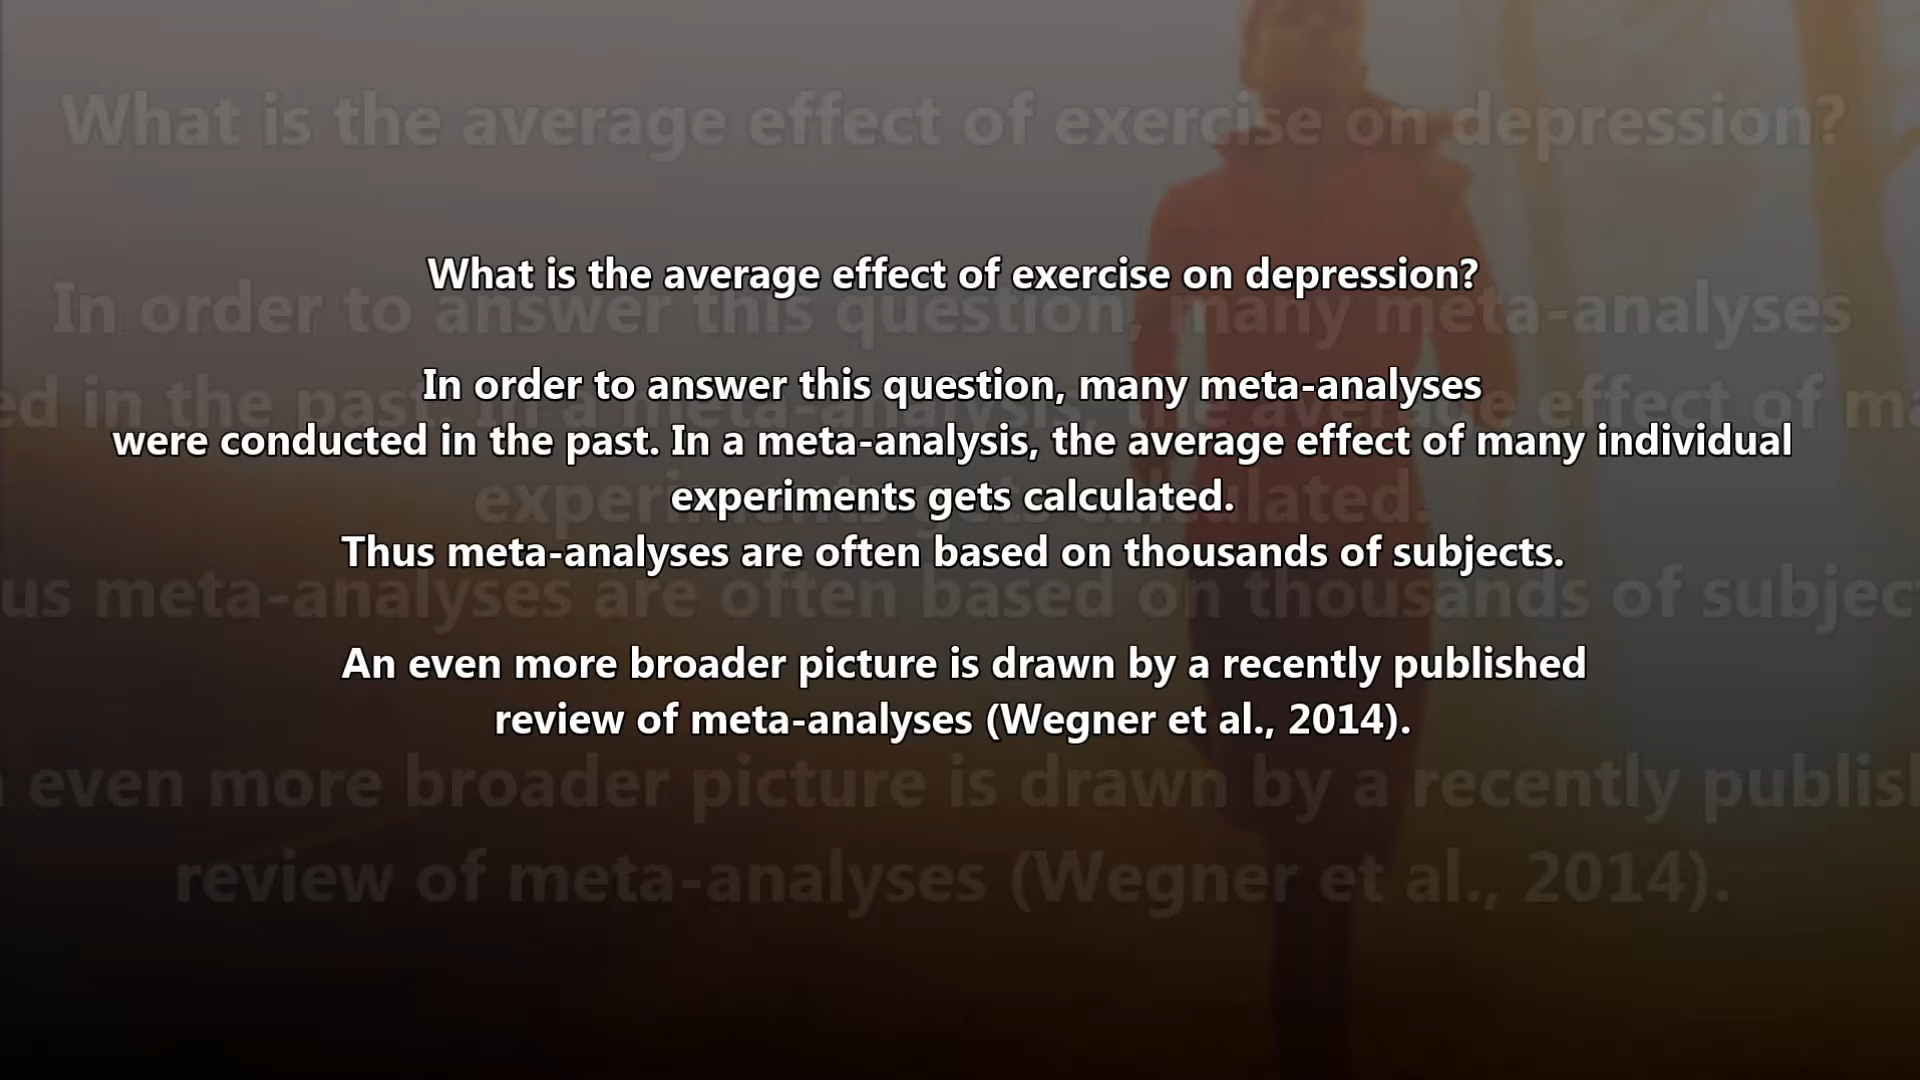 What is the average effect of exercise on depression?
In order to answer this question, many meta-analyses
were conducted in the past. In a meta-analysis, the average effect of many individual
experiments gets calculated.
Thus meta-analyses are often based on thousands of subjects.
An even more broader picture is drawn by a recently published
review of meta-analyses (Wegner et al., 2014).